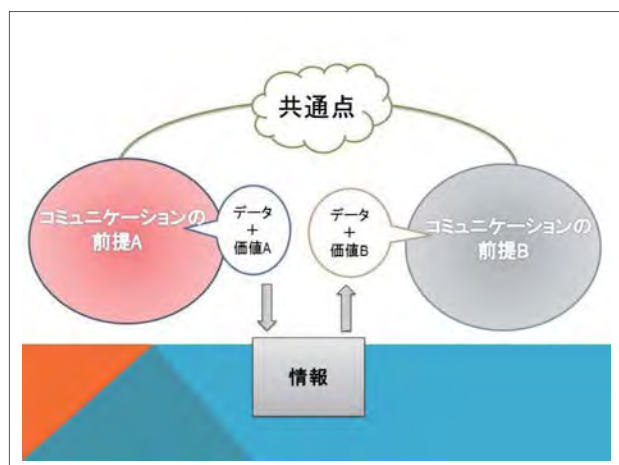 共通点
コミュニケーションの
前提A
データ
+
価値A
データ
+
価値B
コミュニケーションの
前提B
情報